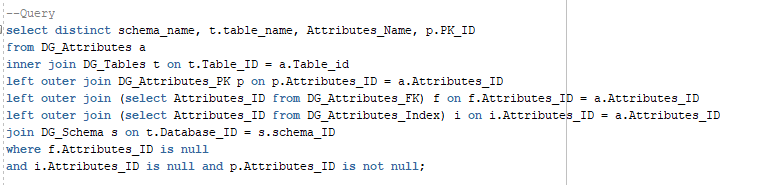 --Query
select distinct schema_name, t.table_name, Attributes_Name, p.PK_ID
from DG_Attributes a
inner join DG_Tables t on t.Table_ID = a.Table_id
left outer join DG_Attributes_PK p on p.Attributes_ID = a.Attributes_ID
left outer join (select Attributes_ID from DG_Attributes_FK) f on f.Attributes_ID = a.Attributes_ID
left outer join (select Attributes_ID from DG_Attributes_Index) i on i.Attributes_ID = a.Attributes_ID
join DG_Schema s on t.Database_ID = s.schema_ID
where f.Attributes_ID is null
and i.Attributes_ID is null and p.Attributes_ID is not null;